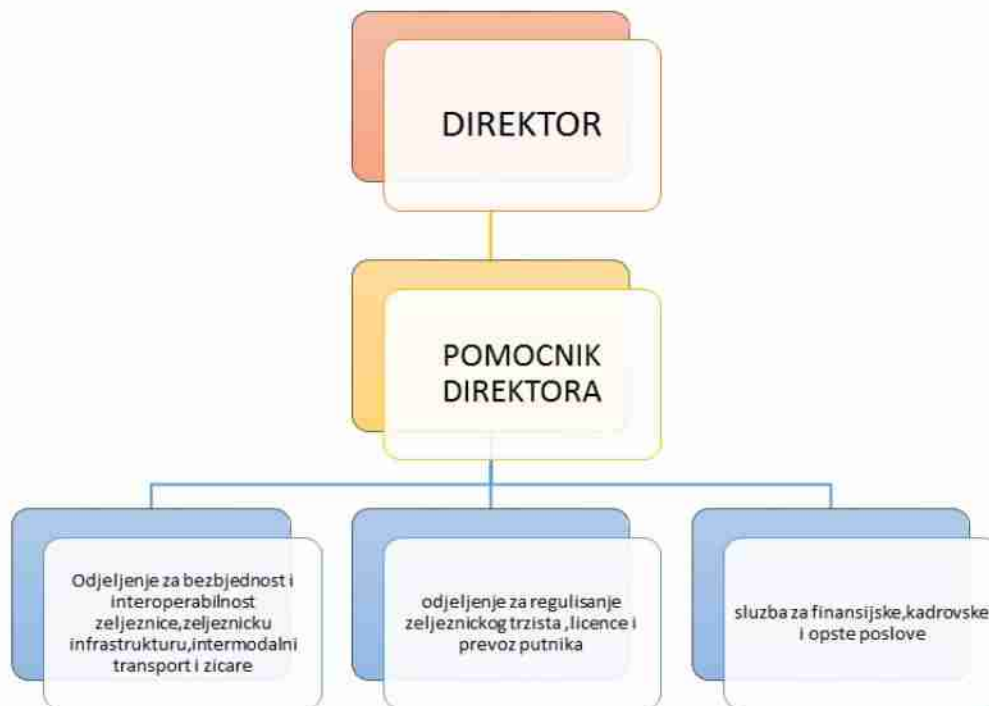 DIREKTOR
POMOCNIK
DIREKTORA
Odjeljenje za bezbjednost i
interoperabilnost
zeljeznice,zeljeznicku
infrastrukturu,intermodalni
transport i zicare
odjeljenje za regulisanje
zeljeznickog trzista ,licence i
prevoz putnika
sluzba za finansijske,kadrovske
i opste poslove